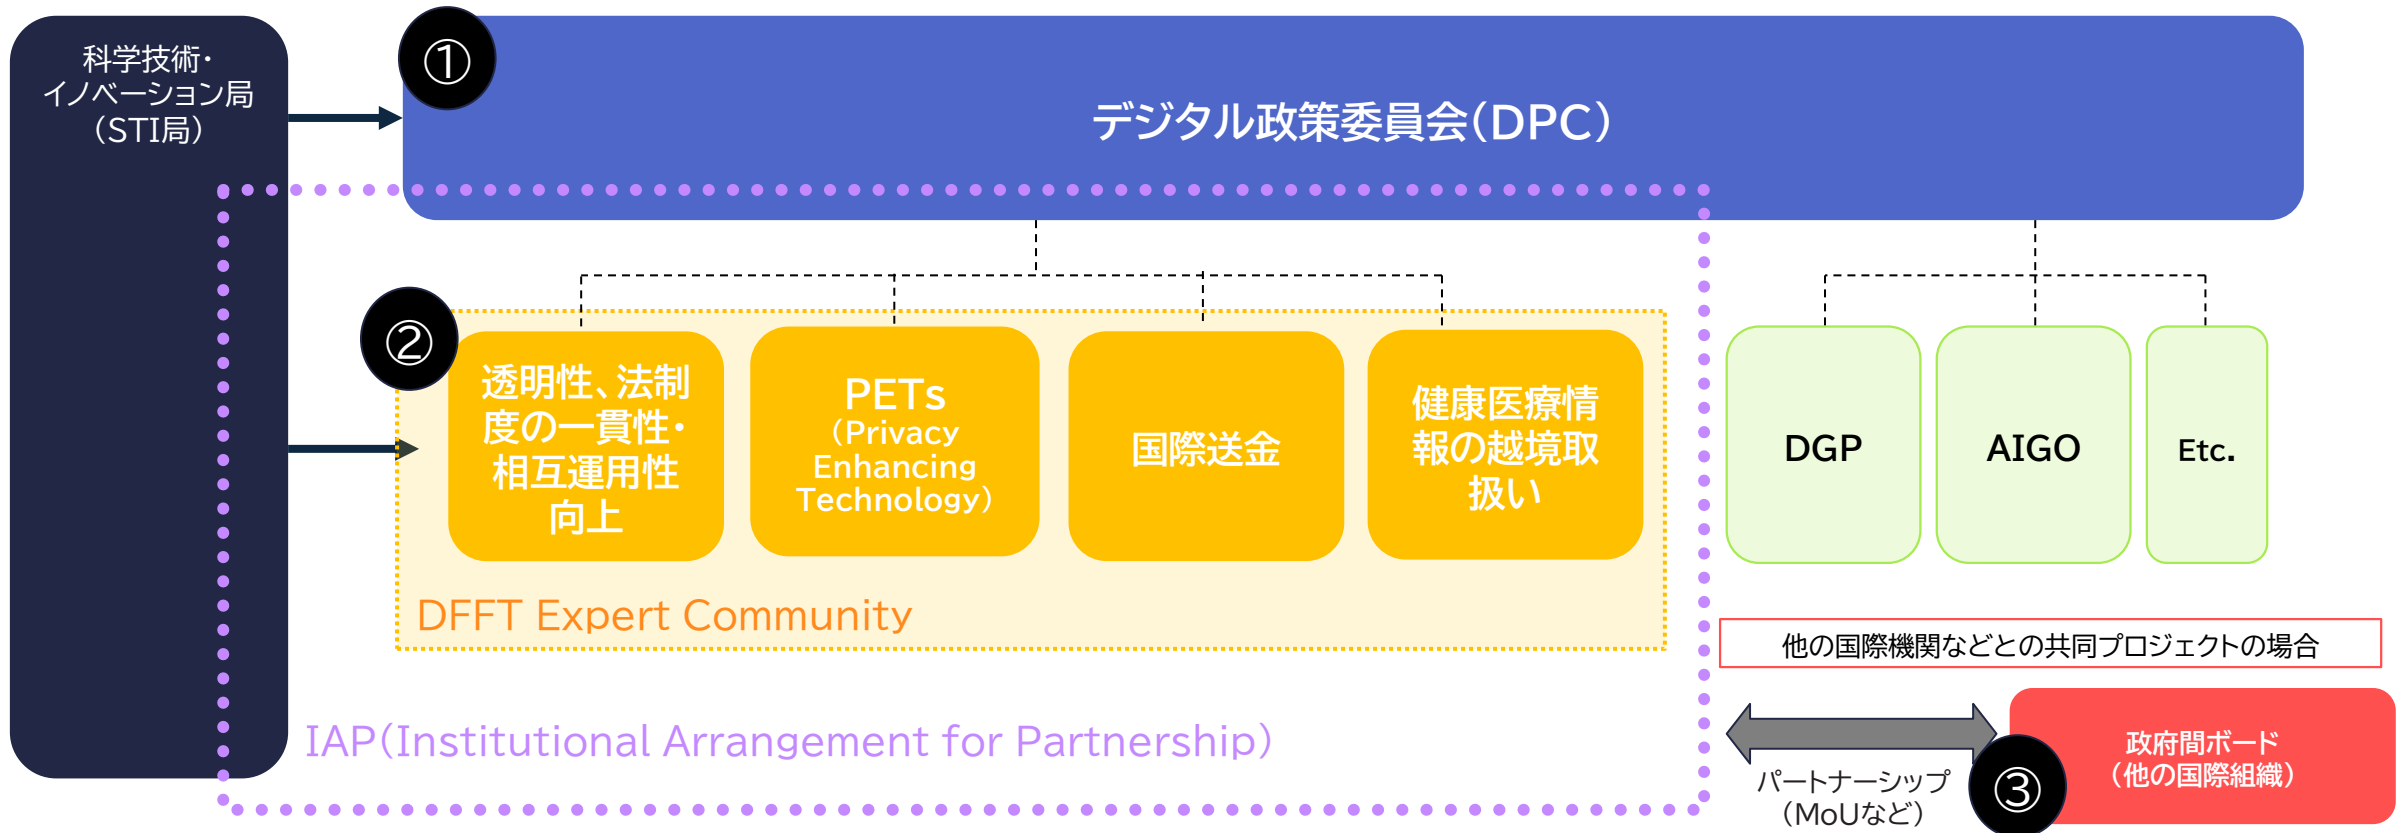 科学技術・
イノベーション局
（STI局）
①
デジタル政策委員会（DPC）
②
透明性、法制
度の一貫性・
相互運用性
向上
PETs
（Privacy
Enhancing
Technology）
国際送金
健康医療情
報の越境取
扱い
DGP
AIGO
Etc.
DFFT Expert Community
IAP（Institutional Arrangement for Partnership）
他の国際機関などとの共同プロジェクトの場合
パートナーシップ
（MoUなど）
③
政府間ボード
（他の国際組織）